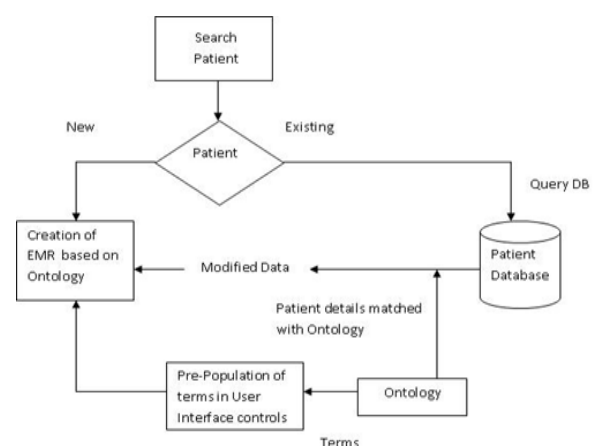 Search
Patient
New
Existing
Patient
Query DB
Creation of
EMR based on
Ontology
Modified Data
Patient
Database
Patient details matched
with Ontology
Pre-Population of
terms in User
Interface controls
Ontology
Terms